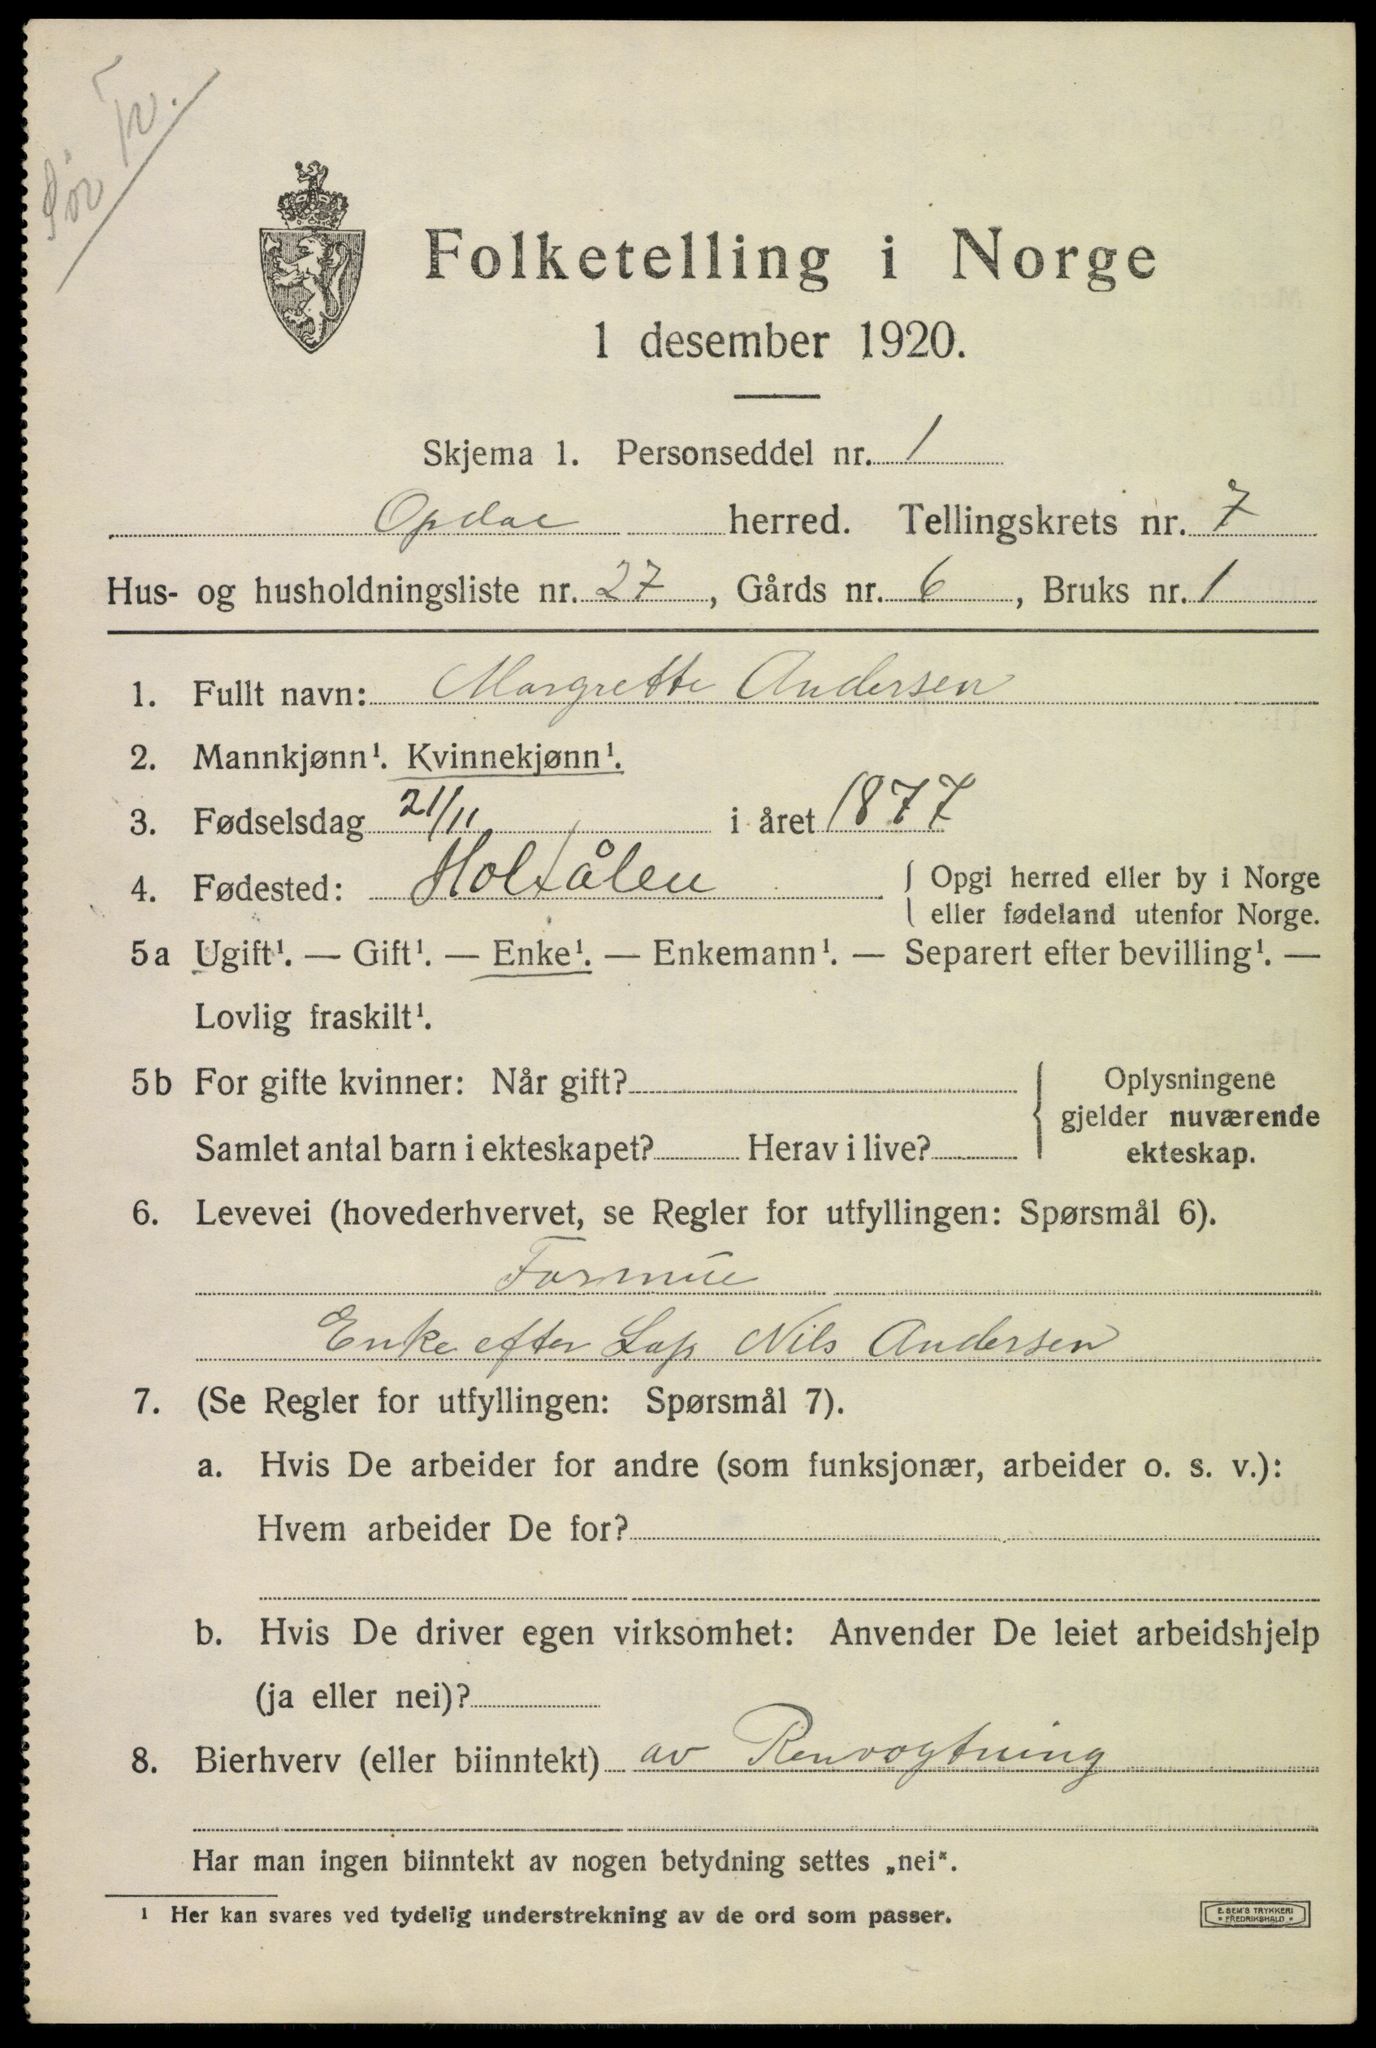 Sør Tr.
Folketelling i Norge
1 desember 1920.
Skjema 1. Personseddel nr. 1
Opdal herred. Tellingskrets nr. 7
Hus- og husholdningsliste nr. 27, Gårds nr. 6, Bruks nr. 1
1. Fullt navn: Margrette Andersen
2. Mannkjønn¹. Kvinnekjønn¹.
3. Fødselsdag 21/11 i året 1877
4. Fødested: Holtålen { Opgi herred eller by i Norge
eller fødeland utenfor Norge.
5a Ugift¹. — Gift¹. — Enke¹. — Enkemann¹. — Separert efter bevilling¹. —
Lovlig fraskilt¹.
5b For gifte kvinner: Når gift? { Oplysningene
gjelder nuværende
Samlet antal barn i ekteskapet? Herav i live? ekteskap.
6. Levevei (hovederhvervet, se Regler for utfyllingen: Spørsmål 6).
Formue
Enke efter Lap Nils Andersen
7. (Se Regler for utfyllingen: Spørsmål 7).
a. Hvis De arbeider for andre (som funksjonær, arbeider o. s. v.):
Hvem arbeider De for?
b. Hvis De driver egen virksomhet: Anvender De leiet arbeidshjelp
(ja eller nei)?
8. Bierhverv (eller biinntekt) av Renvogtning
Har man ingen biinntekt av nogen betydning settes „nei".
¹ Her kan svares ved tydelig understrekning av de ord som passer.
E. SEM'S TRYKKERI
* FREDRIKSHALD *